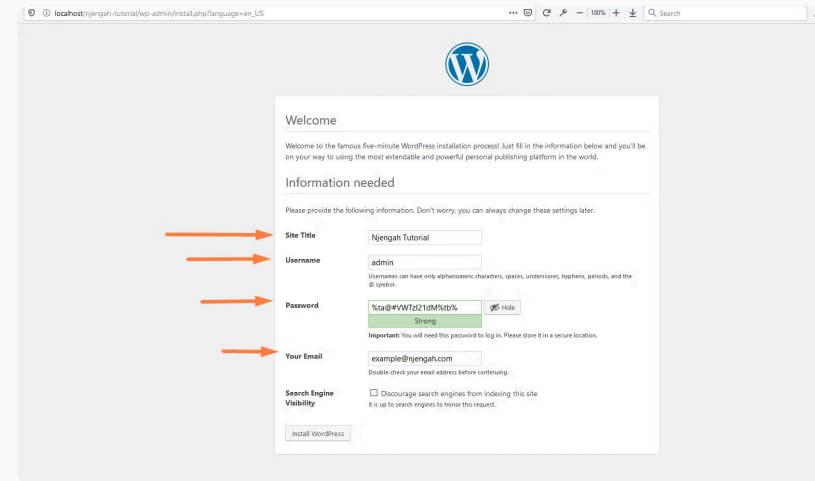 localhost/njengah-tutorial/wp-admin/install.php?language=en_US
100%
Search
Welcome
Welcome to the famous five-minute WordPress installation process! Just fill in the information below and you'll be
on your way to using the most extendable and powerful personal publishing platform in the world.
Information needed
Please provide the following information. Don't worry, you can always change these settings later.
Site Title
Njengah Tutorial
Username
admin
Usernames can have only alphanumeric characters, spaces, underscores, hyphens, periods, and the
@ symbol.
Password
%ta@#VWTzl21dM%tb%
Hide
Strong
Important: You will need this password to log in. Please store it in a secure location.
Your Email
example@njengah.com
Double-check your email address before continuing.
Search Engine
Visibility
Discourage search engines from indexing this site
It is up to search engines to honor this request.
Install WordPress